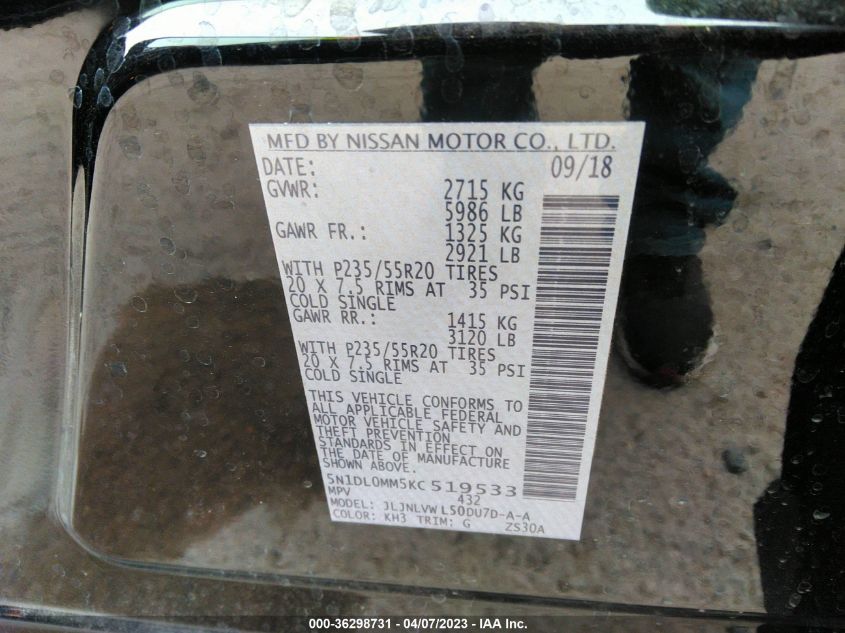 MFD BY NISSAN MOTOR CO., LTD.
DATE: 09/18
GVWR: 2715 KG
5986 LB
GAWR FR.: 1325 KG
2921 LB
WITH P235/55R20 TIRES
20 X 7.5 RIMS AT 35 PSI
COLD SINGLE
GAWR RR.: 1415 KG
3120 LB
WITH P235/55R20 TIRES
20 X 7.5 RIMS AT 35 PSI
COLD SINGLE
THIS VEHICLE CONFORMS TO
ALL APPLICABLE FEDERAL
MOTOR VEHICLE SAFETY AND
THEFT PREVENTION
STANDARDS IN EFFECT ON
THE DATE OF MANUFACTURE
SHOWN ABOVE.
5N1DL0MM5KC519533
MPV 432
MODEL: JLJNLVWL50DU7D-A-A
COLOR: KH3 TRIM: G ZS30A
000-36298731 - 04/07/2023 - IAA Inc.